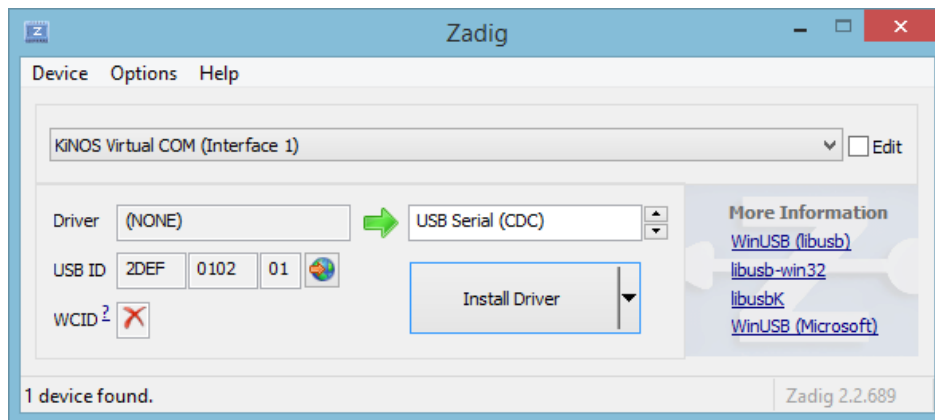 Zadig
Device Options Help
KiNOS Virtual COM (Interface 1)
Edit
Driver (NONE) USB Serial (CDC)
USB ID 2DEF 0102 01
WCID ?
Install Driver
More Information
WinUSB (libusb)
libusb-win32
libusbK
WinUSB (Microsoft)
1 device found.
Zadig 2.2.689